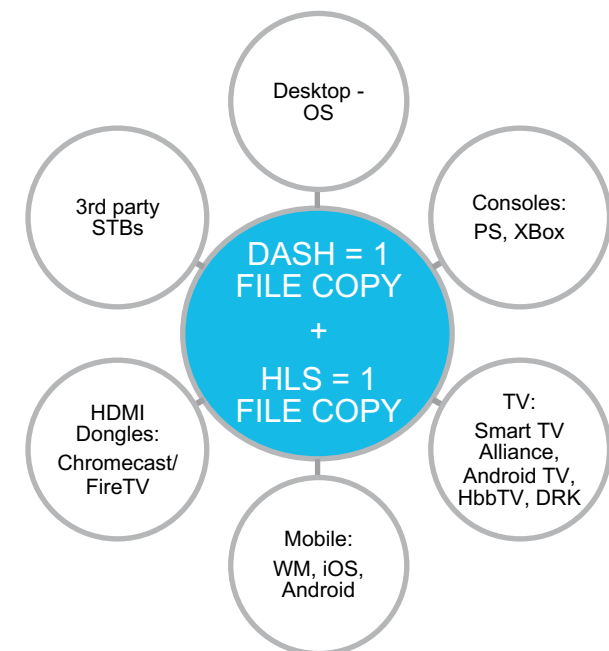 Desktop -
OS
3rd party
STBs
Consoles:
PS, XBox
DASH = 1
FILE COPY
+
HLS = 1
FILE COPY
HDMI
Dongles:
Chromecast/
FireTV
TV:
Smart TV
Alliance,
Android TV,
HbbTV, DRK
Mobile:
WM, iOS,
Android